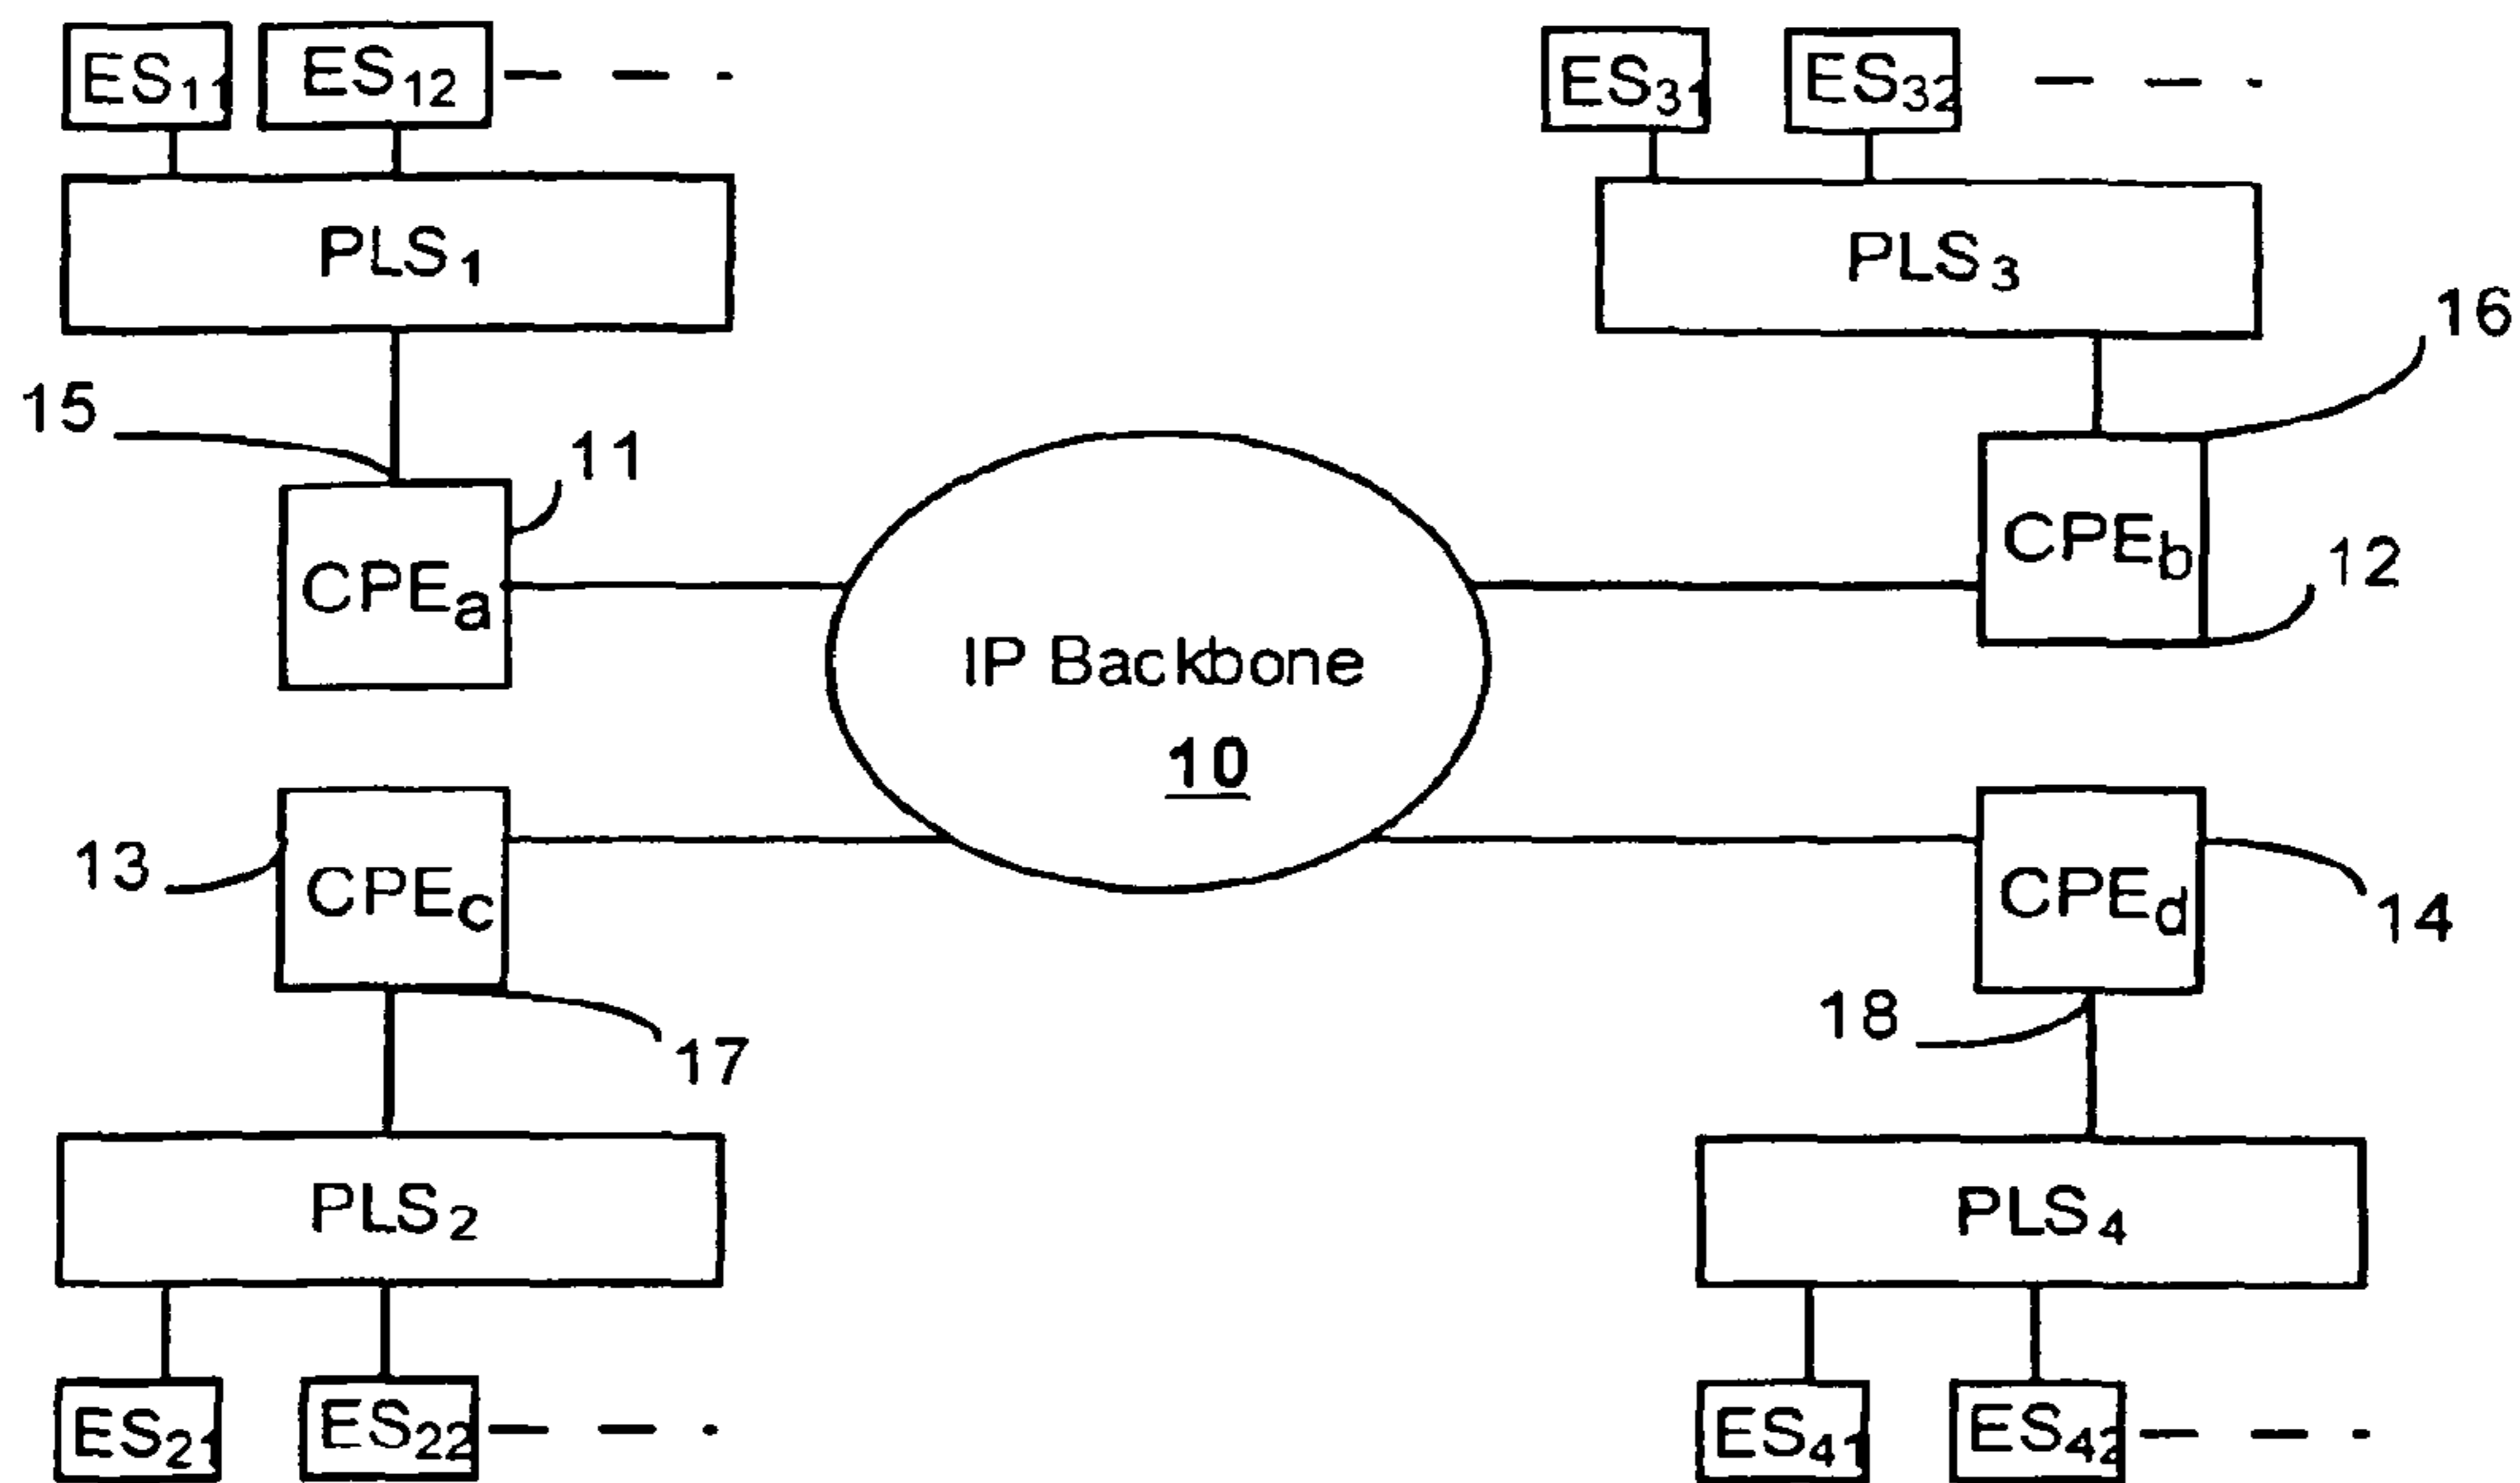 ES11 ES12
ES31 ES32
PLS1
PLS3
16
15
11
CPEa
CPEb
12
IP Backbone
10
13
CPEc
CPEd
14
18
17
PLS2
PLS4
ES21 ES22
ES41 ES42